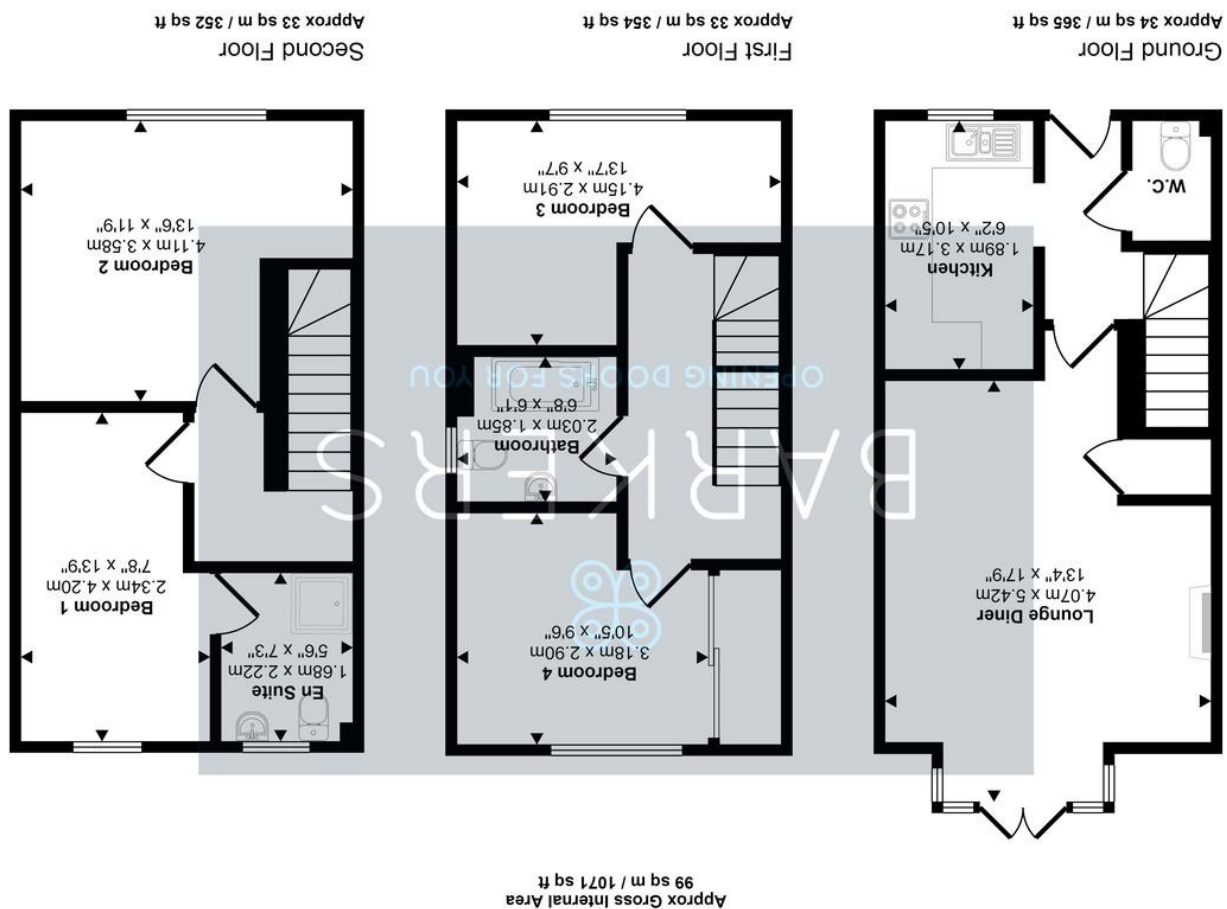 Approx Gross Internal Area
99 sq m / 1071 sq ft
Lounge Diner
4.07m x 5.42m
13'4" x 17'9"
Kitchen
1.89m x 3.17m
6'2" x 10'5"
W.C.
Ground Floor
Approx 34 sq m / 365 sq ft
Bedroom 4
3.18m x 2.90m
10'5" x 9'6"
Bathroom
2.03m x 1.85m
6'8" x 6'1"
Bedroom 3
4.15m x 2.91m
13'7" x 9'7"
First Floor
Approx 33 sq m / 354 sq ft
En Suite
1.68m x 2.22m
5'6" x 7'3"
Bedroom 1
2.34m x 4.20m
7'8" x 13'9"
Bedroom 2
4.11m x 3.58m
13'6" x 11'9"
Second Floor
Approx 33 sq m / 352 sq ft
BARKERS
OPENING DOORS FOR YOU